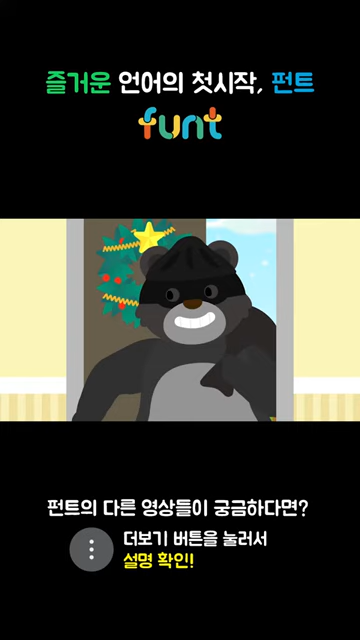 즐거운 언어의 첫시작, 펀트
funt
펀트의 다른 영상들이 궁금하다면?
더보기 버튼을 눌러서
설명 확인!